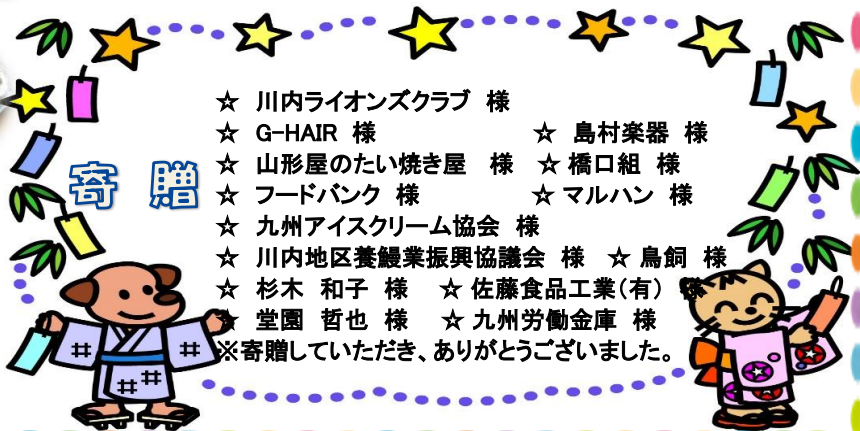 寄 贈
☆ 川内ライオンズクラブ 様
☆ G-HAIR 様 ☆ 島村楽器 様
☆ 山形屋のたい焼き屋 様 ☆ 橋口組 様
☆ フードバンク 様 ☆ マルハン 様
☆ 九州アイスクリーム協会 様
☆ 川内地区養鰻業振興協議会 様 ☆ 鳥飼 様
☆ 杉木 和子 様 ☆ 佐藤食品工業(有) 様
☆ 堂園 哲也 様 ☆ 九州労働金庫 様
※寄贈していただき、ありがとうございました。